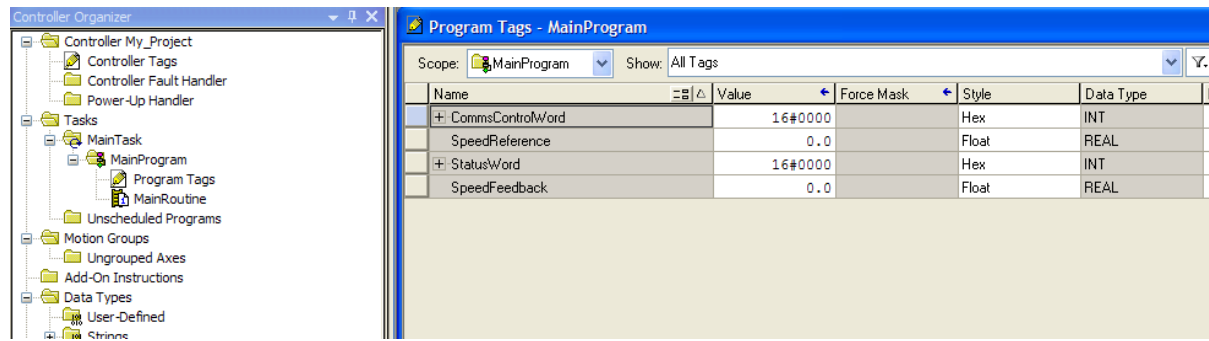 Controller Organizer
Controller My_Project
Controller Tags
Controller Fault Handler
Power-Up Handler
Tasks
MainTask
MainProgram
Program Tags
MainRoutine
Unscheduled Programs
Motion Groups
Ungrouped Axes
Add-On Instructions
Data Types
User-Defined
Strings
Program Tags - MainProgram
Scope: MainProgram Show: All Tags
Name Value Force Mask Style Data Type
CommsControlWord 16#0000 Hex INT
SpeedReference 0.0 Float REAL
StatusWord 16#0000 Hex INT
SpeedFeedback 0.0 Float REAL